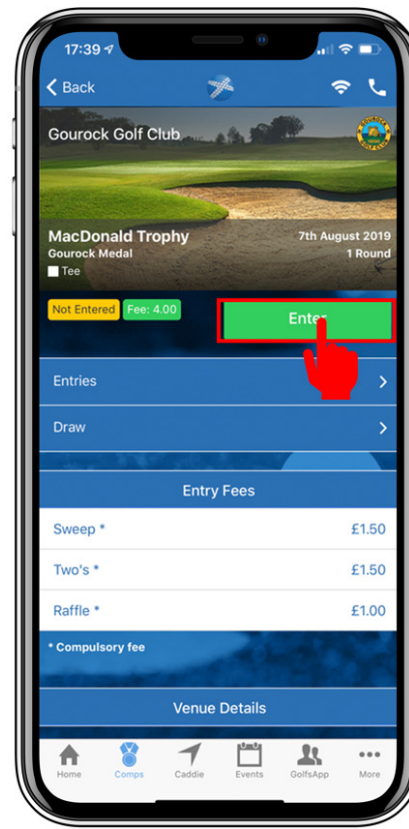 17:39
Back
Gourock Golf Club
MacDonald Trophy
7th August 2019
Gourock Medal
1 Round
Tee
Not Entered
Fee: 4.00
Enter
Entries
Draw
Entry Fees
Sweep * £1.50
Two's * £1.50
Raffle * £1.00
* Compulsory fee
Venue Details
Home Comps Caddie Events GolfsApp More